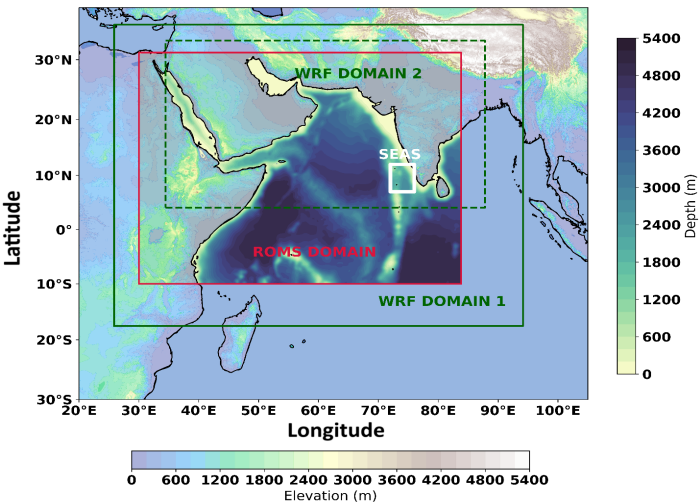 30°N
20°N
10°N
0°
10°S
20°S
30°S
Latitude
WRF DOMAIN 2
SEAS
ROMS DOMAIN
WRF DOMAIN 1
20°E 30°E 40°E 50°E 60°E 70°E 80°E 90°E 100°E
Longitude
5400
4800
4200
3600
3000
2400
1800
1200
600
0
Depth (m)
0 600 1200 1800 2400 3000 3600 4200 4800 5400
Elevation (m)